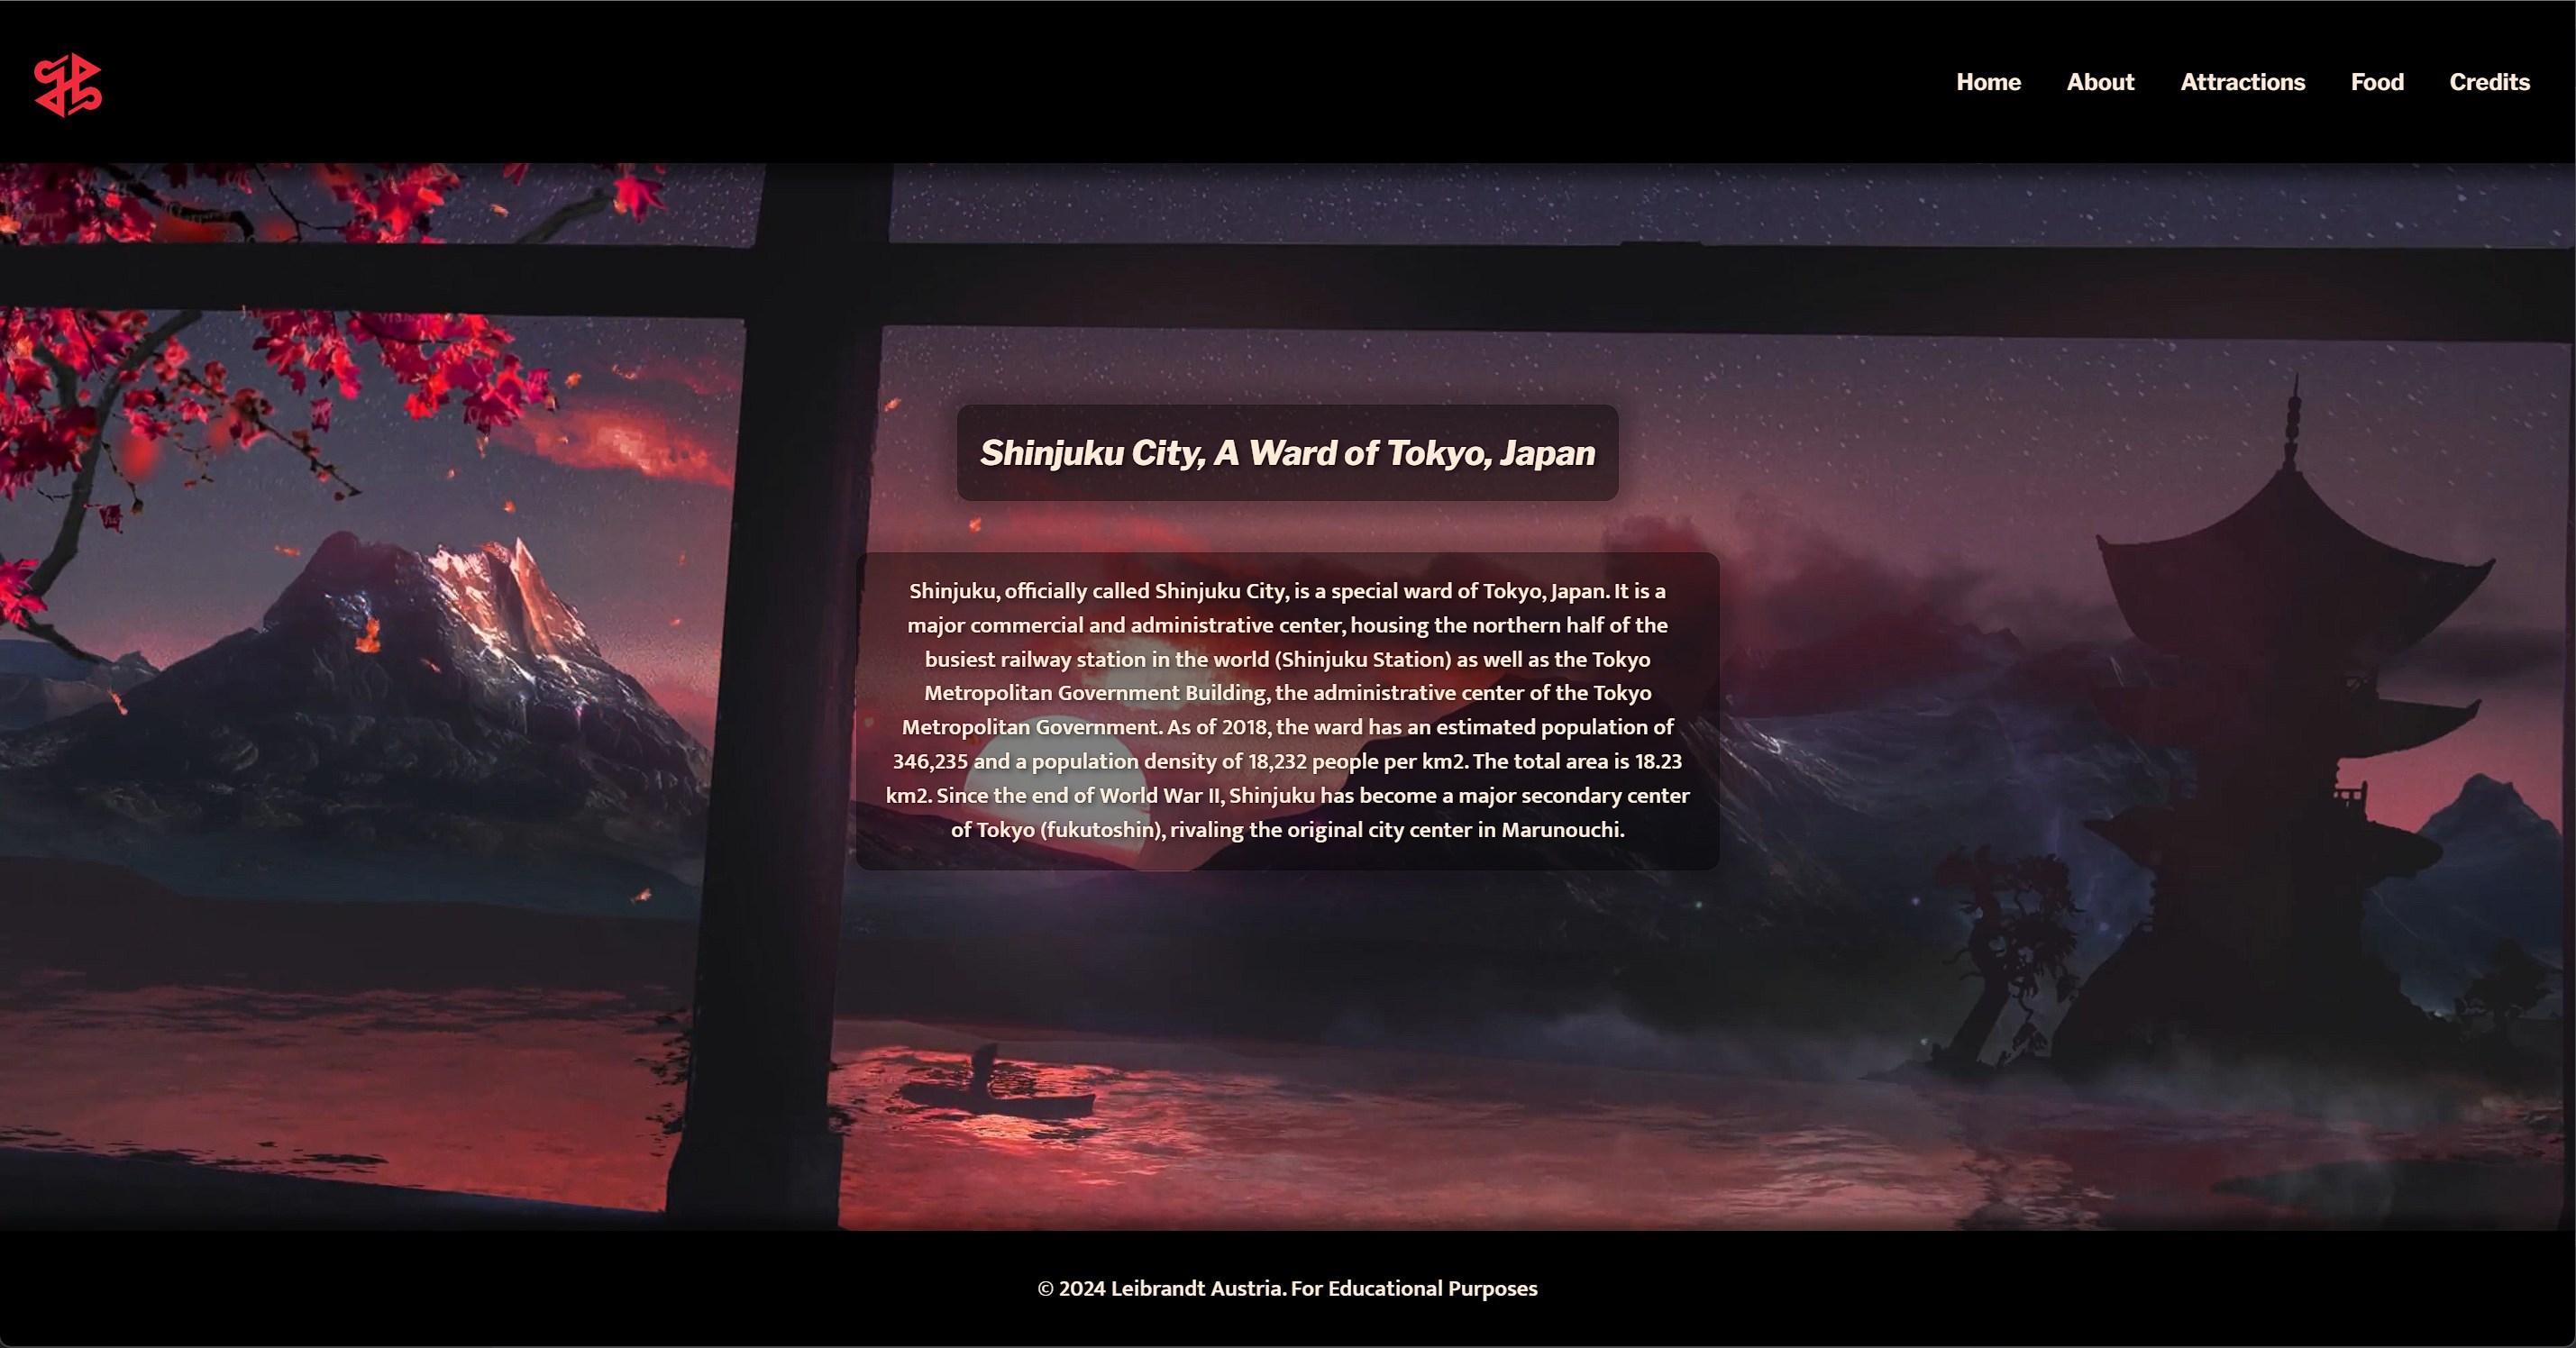 Home About Attractions Food Credits
Shinjuku City, A Ward of Tokyo, Japan
Shinjuku, officially called Shinjuku City, is a special ward of Tokyo, Japan. It is a
major commercial and administrative center, housing the northern half of the
busiest railway station in the world (Shinjuku Station) as well as the Tokyo
Metropolitan Government Building, the administrative center of the Tokyo
Metropolitan Government. As of 2018, the ward has an estimated population of
346,235 and a population density of 18,232 people per km2. The total area is 18.23
km2. Since the end of World War II, Shinjuku has become a major secondary center
of Tokyo (fukutoshin), rivaling the original city center in Marunouchi.
© 2024 Leibrandt Austria. For Educational Purposes